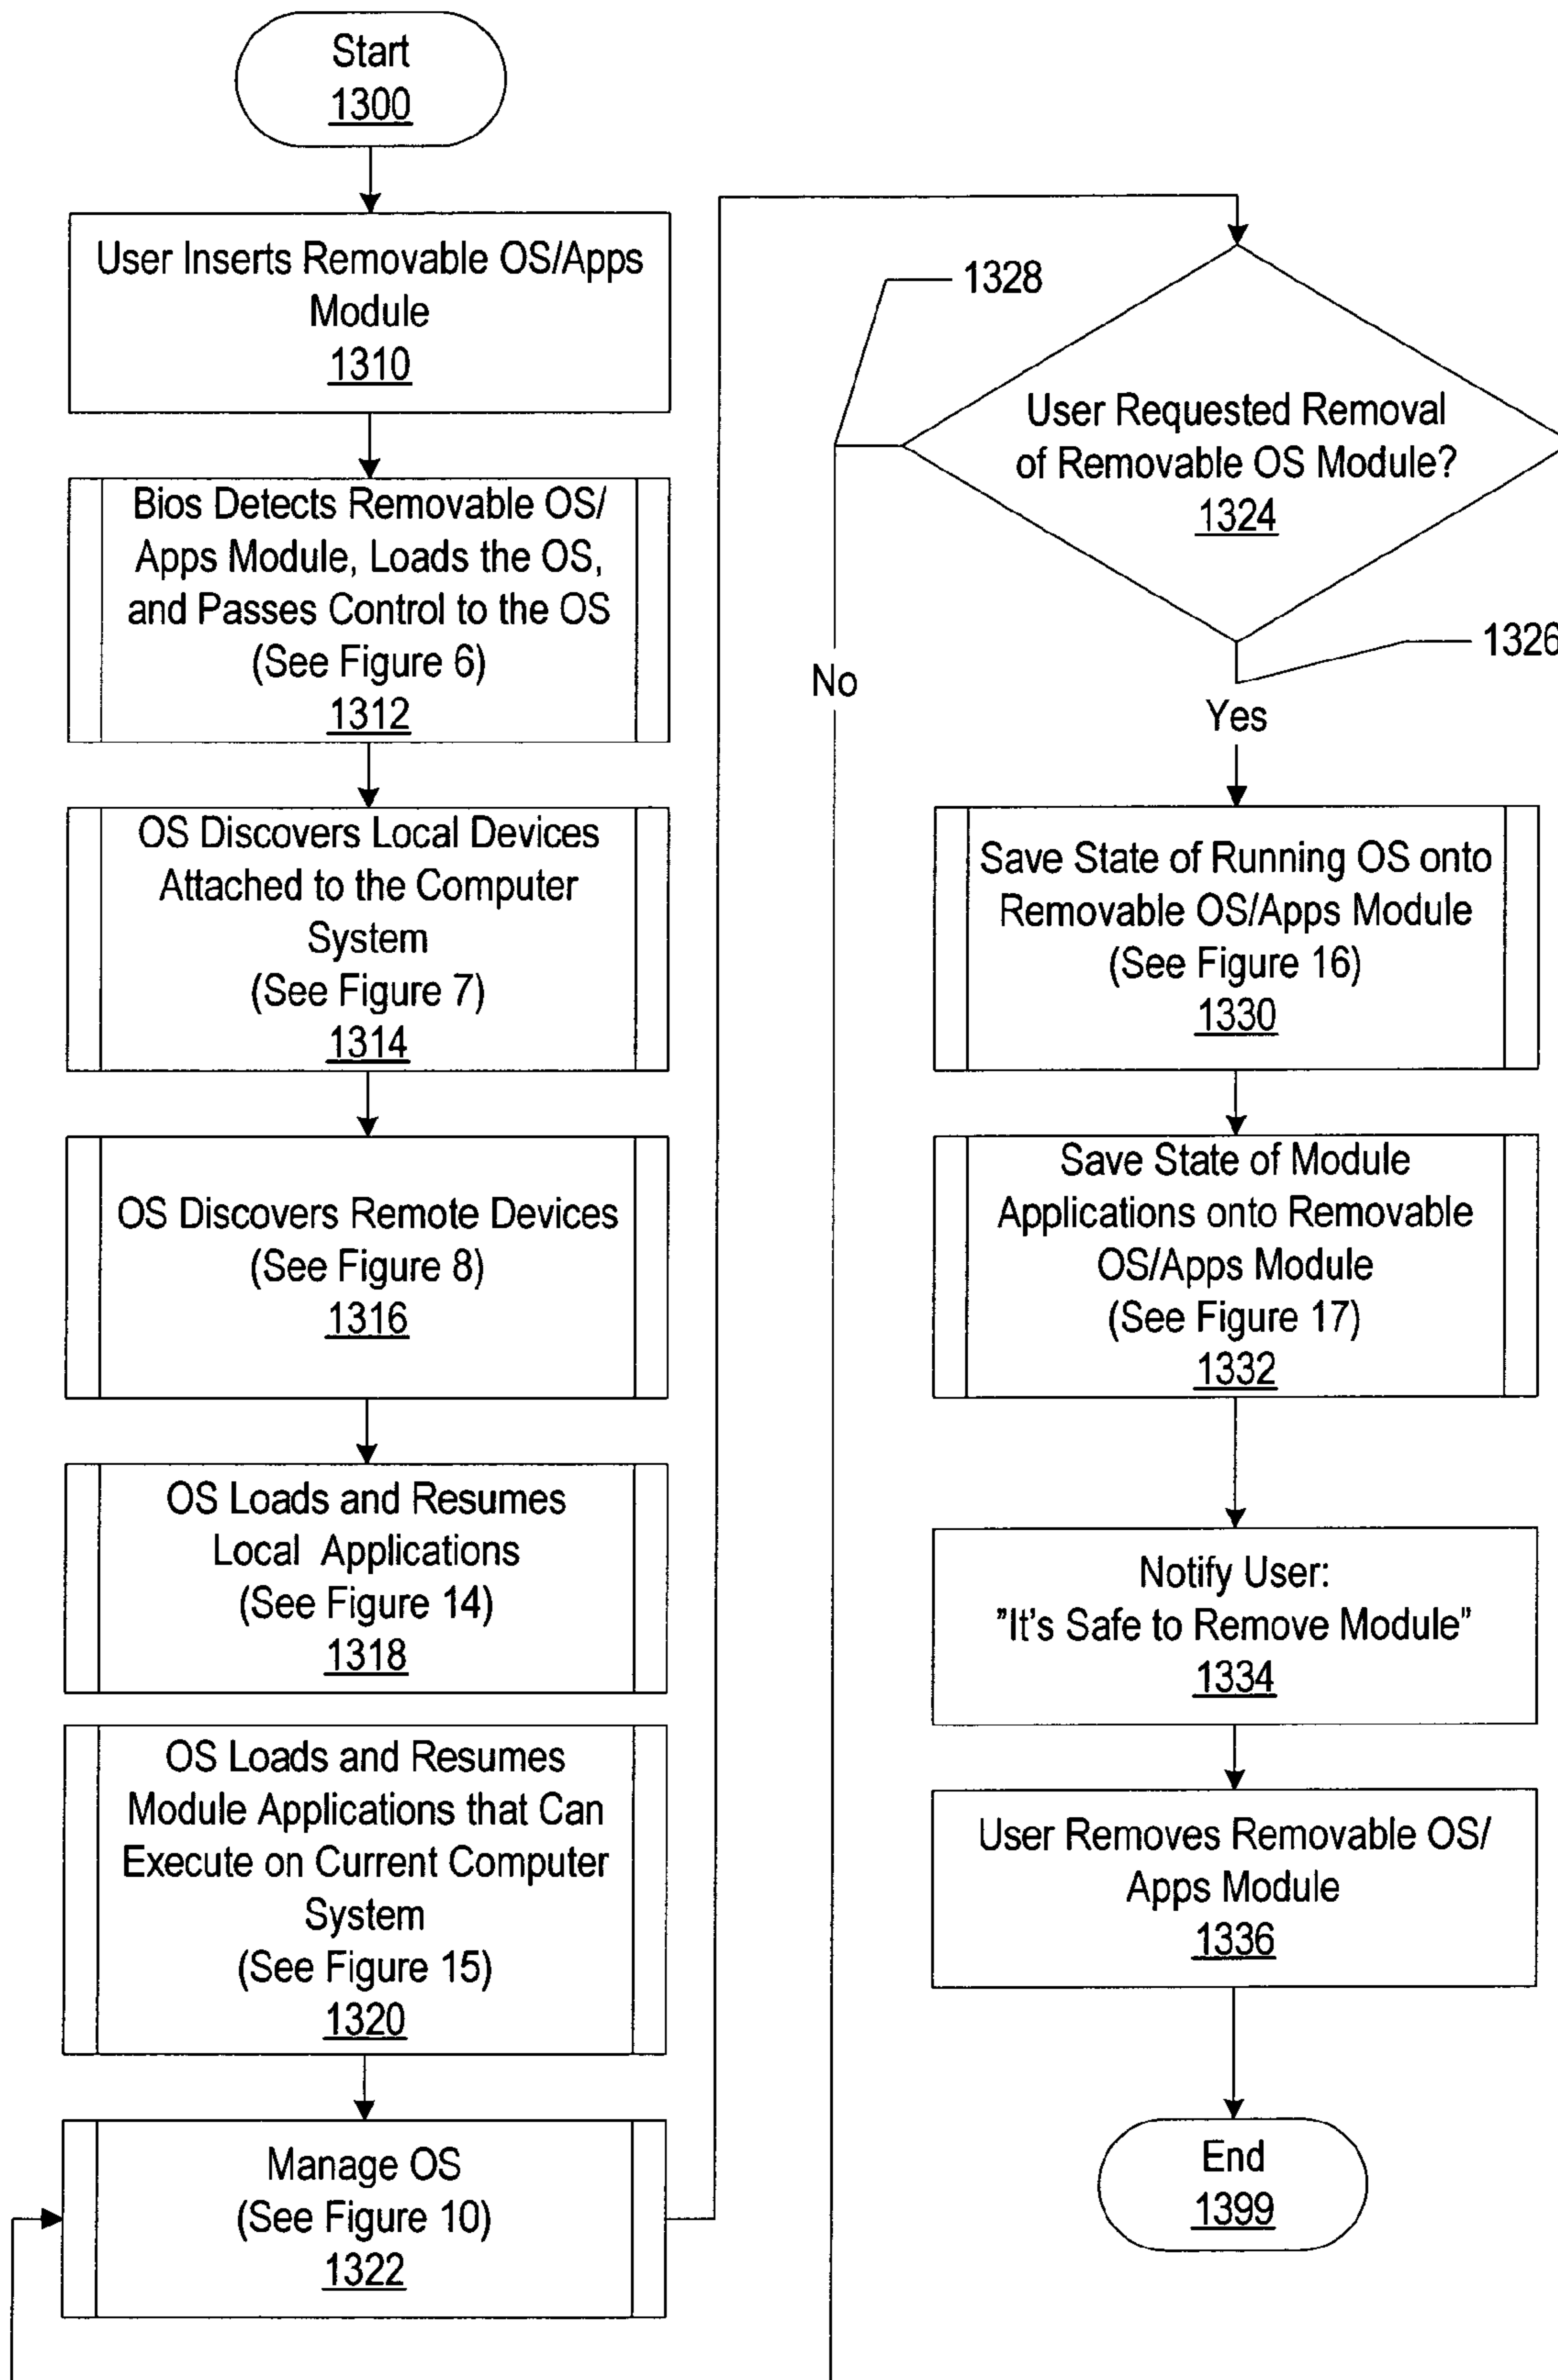 Start
1300
User Inserts Removable OS/Apps
Module
1310
Bios Detects Removable OS/
Apps Module, Loads the OS,
and Passes Control to the OS
(See Figure 6)
1312
OS Discovers Local Devices
Attached to the Computer
System
(See Figure 7)
1314
OS Discovers Remote Devices
(See Figure 8)
1316
OS Loads and Resumes
Local Applications
(See Figure 14)
1318
OS Loads and Resumes
Module Applications that Can
Execute on Current Computer
System
(See Figure 15)
1320
Manage OS
(See Figure 10)
1322
1328
User Requested Removal
of Removable OS Module?
1324
1326
No
Yes
Save State of Running OS onto
Removable OS/Apps Module
(See Figure 16)
1330
Save State of Module
Applications onto Removable
OS/Apps Module
(See Figure 17)
1332
Notify User:
"It's Safe to Remove Module"
1334
User Removes Removable OS/
Apps Module
1336
End
1399